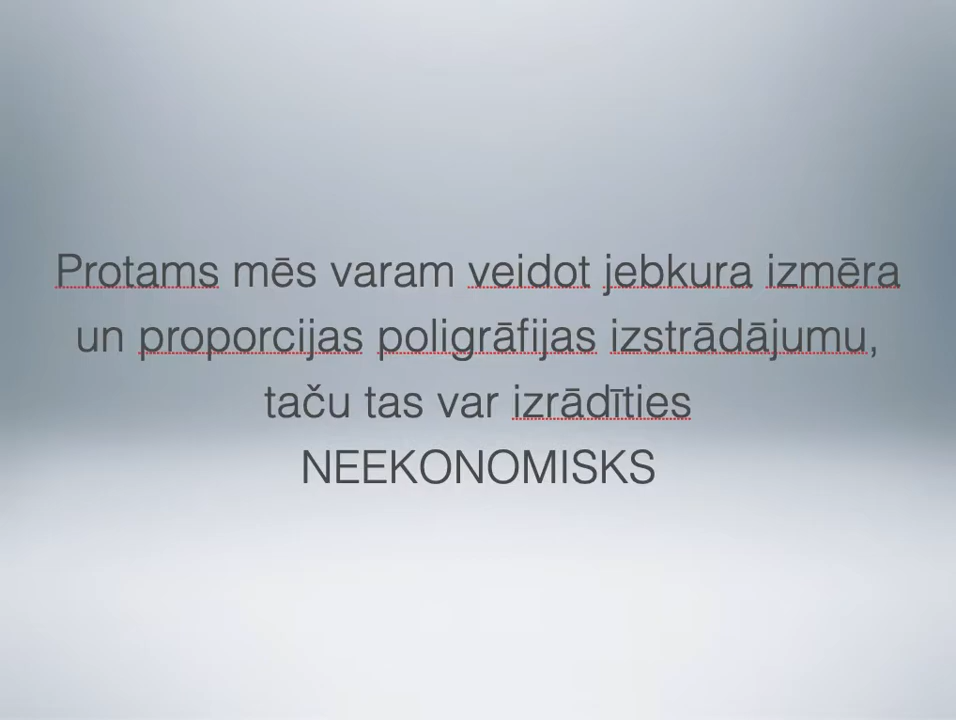 Protams mēs varam veidot jebkura izmēra
un proporcijas poligrāfijas izstrādājumu,
taču tas var izrādīties
NEEKONOMISKS